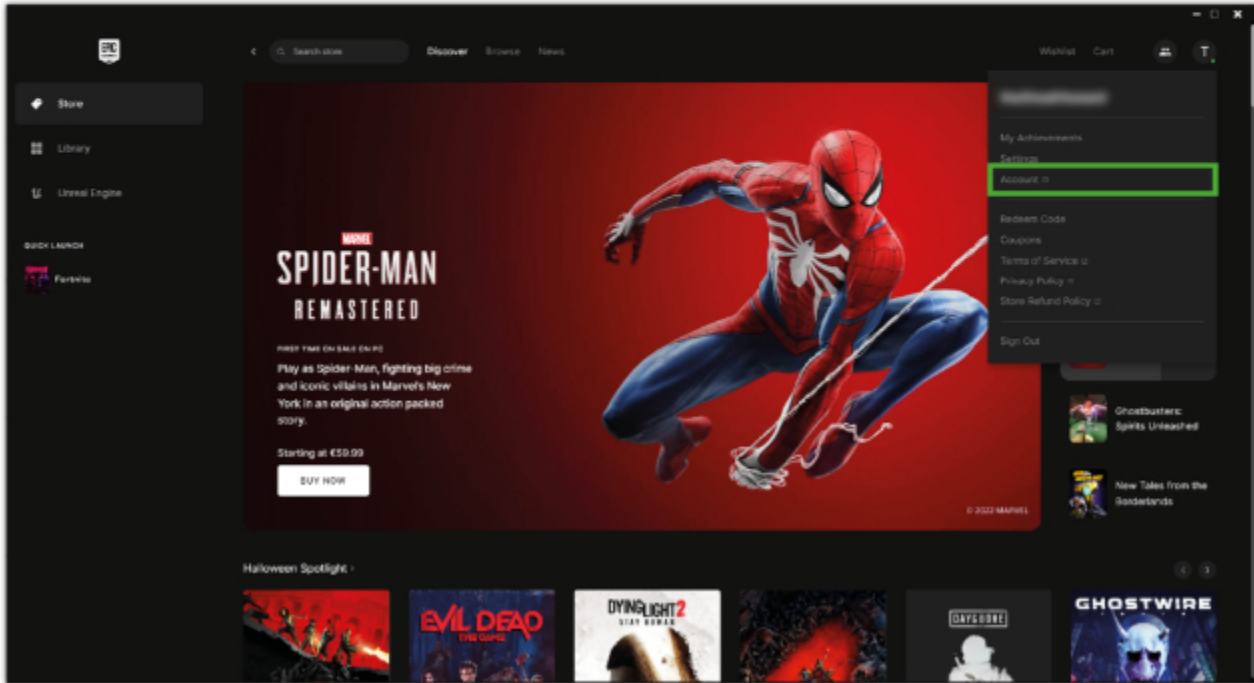 EPIC
Search store
Discover
Browse
News
Wishlist
Cart
T
Store
Library
Unreal Engine
QUICK LAUNCH
Fortnite
My Achievements
Settings
Account
Redeem Code
Coupons
Terms of Service
Privacy Policy
Store Refund Policy
Sign Out
MARVEL
SPIDER-MAN
REMASTERED
FIRST TIME ON SALE ON PC
Play as Spider-Man, fighting big crime
and iconic villains in Marvel's New
York in an original action packed
story.
Starting at €59.99
BUY NOW
© 2022 MARVEL
Ghostbusters:
Spirits Unleashed
New Tales from the
Borderlands
Halloween Spotlight
EVIL DEAD
THE GAME
DYING LIGHT 2
STAY HUMAN
DAYS GONE
GHOSTWIRE